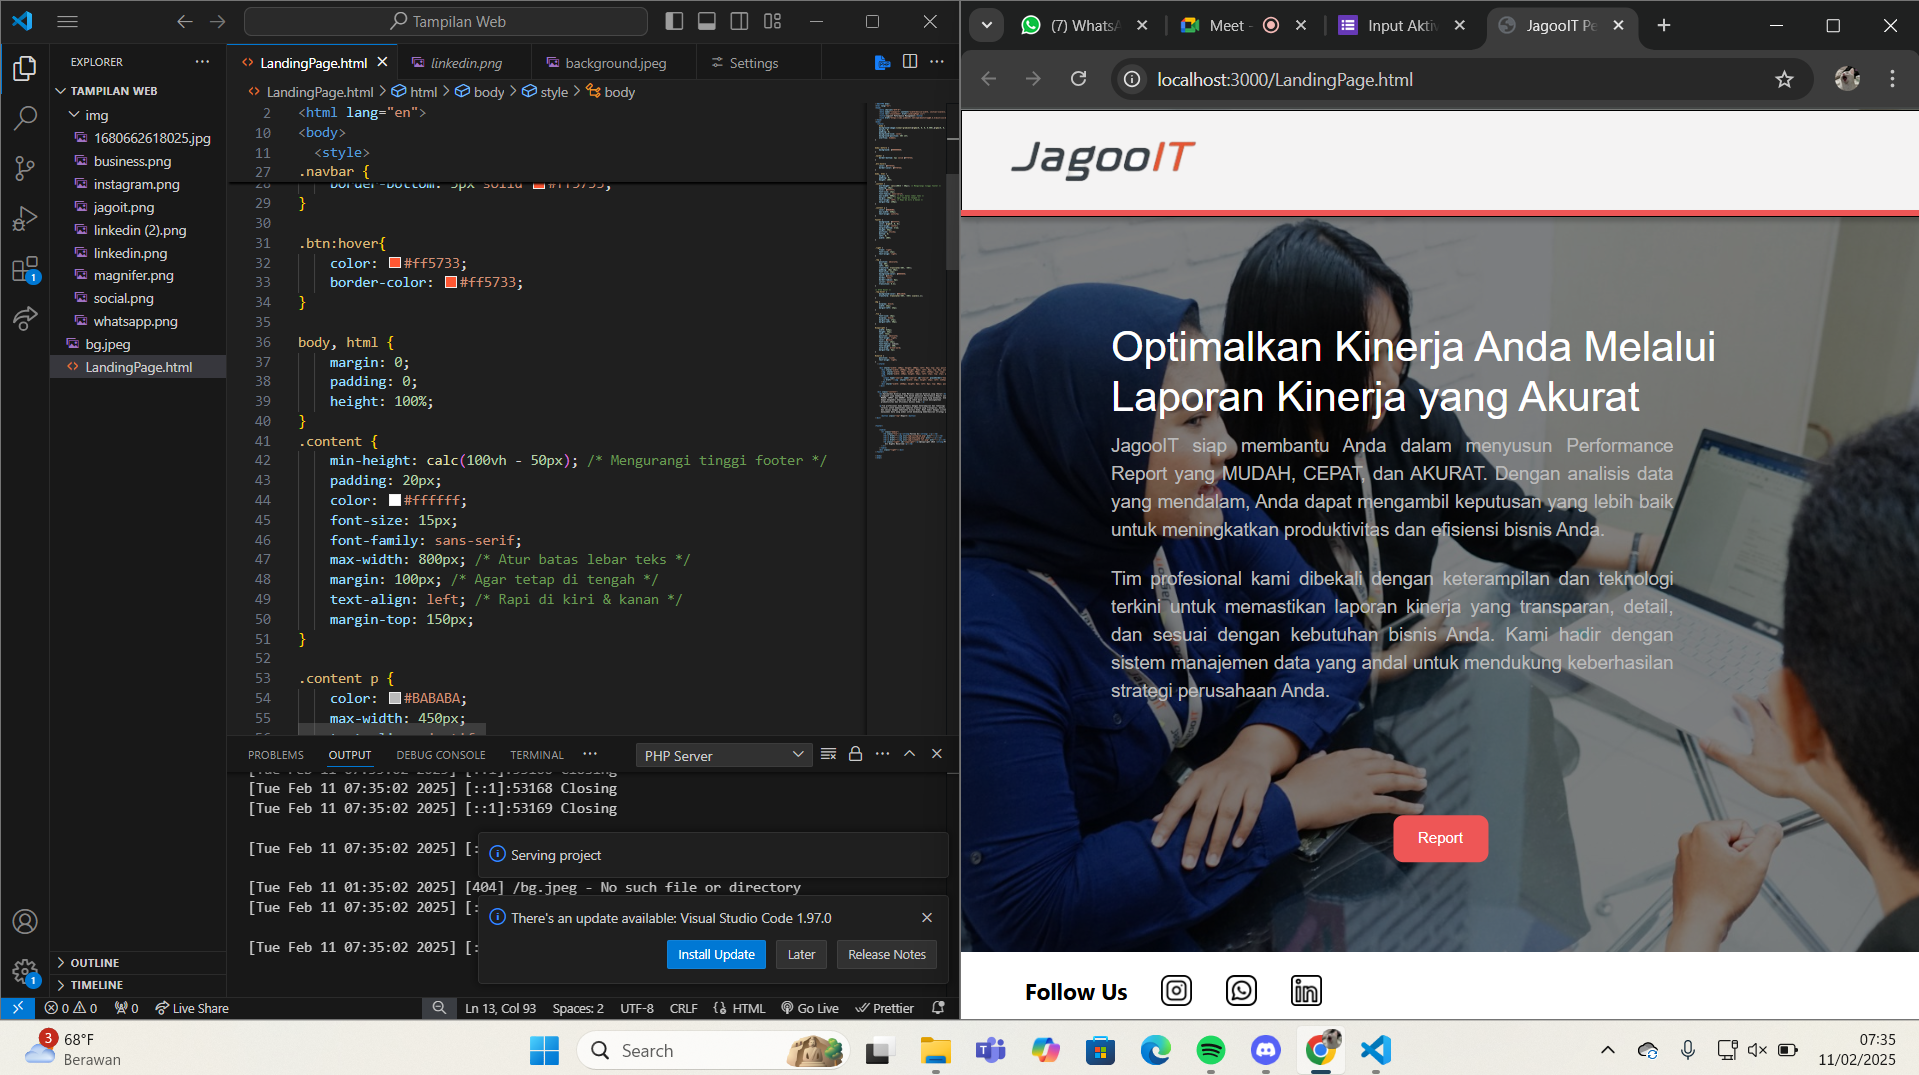 Tampilan Web
EXPLORER
TAMPILAN WEB
img
1680662618025.jpg
business.png
instagram.png
jagoit.png
linkedin (2).png
linkedin.png
magnifer.png
social.png
whatsapp.png
bg.jpeg
LandingPage.html
OUTLINE
TIMELINE
LandingPage.html
linkedin.png
background.jpeg
Settings
LandingPage.html > html > body > style > body
2 <html lang="en">
10 <body>
11 <style>
27 .navbar {
28 border-bottom: 5px solid #ff5733;
29 }
30
31 .btn:hover{
32 color: #ff5733;
33 border-color: #ff5733;
34 }
35
36 body, html {
37 margin: 0;
38 padding: 0;
39 height: 100%;
40 }
41 .content {
42 min-height: calc(100vh - 50px); /* Mengurangi tinggi footer */
43 padding: 20px;
44 color: #ffffff;
45 font-size: 15px;
46 font-family: sans-serif;
47 max-width: 800px; /* Atur batas lebar teks */
48 margin: 100px; /* Agar tetap di tengah */
49 text-align: left; /* Rapi di kiri & kanan */
50 margin-top: 150px;
51 }
52
53 .content p {
54 color: #BABABA;
55 max-width: 450px;
PROBLEMS OUTPUT DEBUG CONSOLE TERMINAL PHP Server
[Tue Feb 11 07:35:02 2025] [::1]:53168 Closing
[Tue Feb 11 07:35:02 2025] [::1]:53169 Closing
[Tue Feb 11 07:35:02 2025] [:
Serving project
[Tue Feb 11 01:35:02 2025] [404] /bg.jpeg - No such file or directory
[Tue Feb 11 07:35:02 2025] [:
There's an update available: Visual Studio Code 1.97.0
[Tue Feb 11 07:35:02 2025] [:
Install Update
Later
Release Notes
1
1
0 0 0 Live Share
Ln 13, Col 93 Spaces: 2 UTF-8 CRLF HTML Go Live Prettier
(7) WhatsA
Meet -
Input Aktiv
JagooIT Pe
localhost:3000/LandingPage.html
JagooIT
Optimalkan Kinerja Anda Melalui
Laporan Kinerja yang Akurat
JagooIT siap membantu Anda dalam menyusun Performance
Report yang MUDAH, CEPAT, dan AKURAT. Dengan analisis data
yang mendalam, Anda dapat mengambil keputusan yang lebih baik
untuk meningkatkan produktivitas dan efisiensi bisnis Anda.
Tim profesional kami dibekali dengan keterampilan dan teknologi
terkini untuk memastikan laporan kinerja yang transparan, detail,
dan sesuai dengan kebutuhan bisnis Anda. Kami hadir dengan
sistem manajemen data yang andal untuk mendukung keberhasilan
strategi perusahaan Anda.
Report
Follow Us
3
68°F
Berawan
Search
07:35
11/02/2025